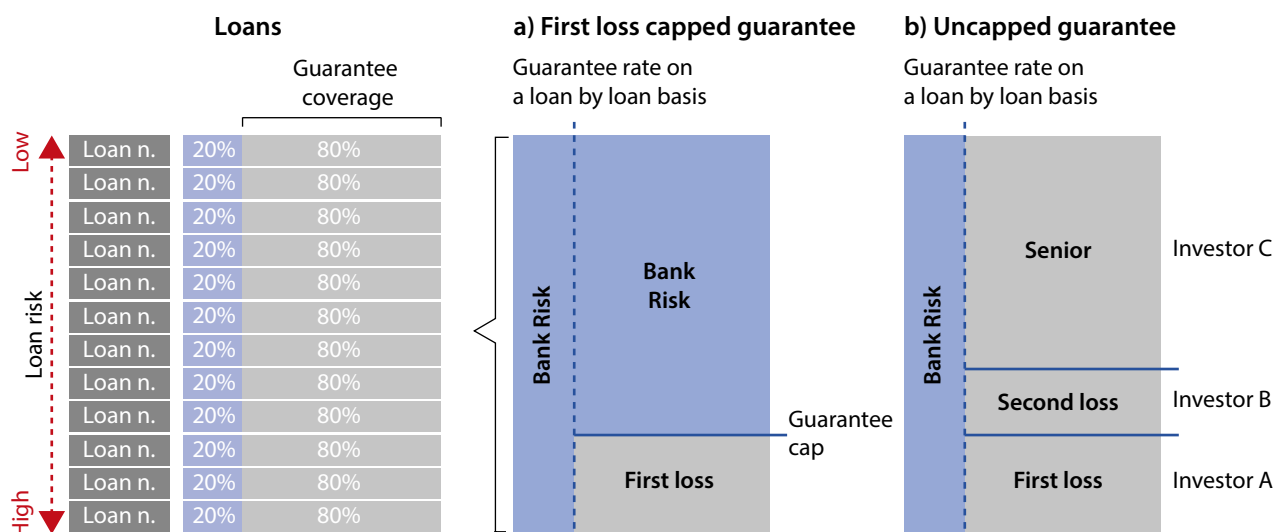 Loans
Guarantee
coverage
Low
Loan risk
High
Loan n. 20% 80%
Loan n. 20% 80%
Loan n. 20% 80%
Loan n. 20% 80%
Loan n. 20% 80%
Loan n. 20% 80%
Loan n. 20% 80%
Loan n. 20% 80%
Loan n. 20% 80%
Loan n. 20% 80%
Loan n. 20% 80%
Loan n. 20% 80%
a) First loss capped guarantee
Guarantee rate on
a loan by loan basis
Bank Risk
Bank
Risk
Guarantee
cap
First loss
b) Uncapped guarantee
Guarantee rate on
a loan by loan basis
Bank Risk
Senior
Investor C
Second loss
Investor B
First loss
Investor A